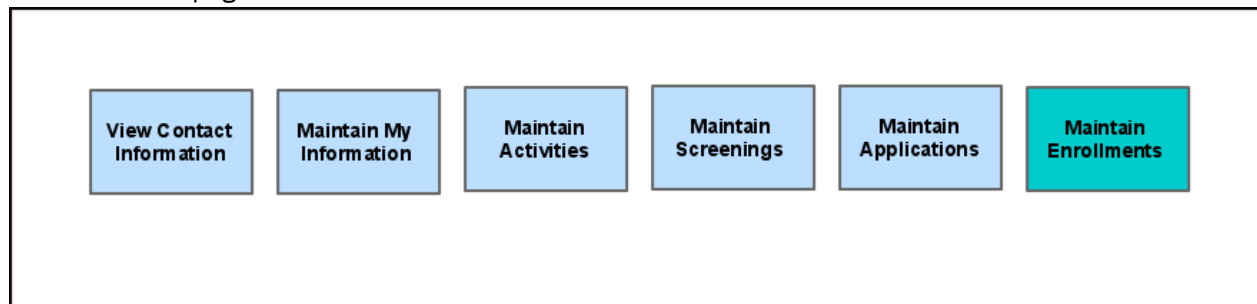 View Contact
Information
Maintain My
Information
Maintain
Activities
Maintain
Screenings
Maintain
Applications
Maintain
Enrollments